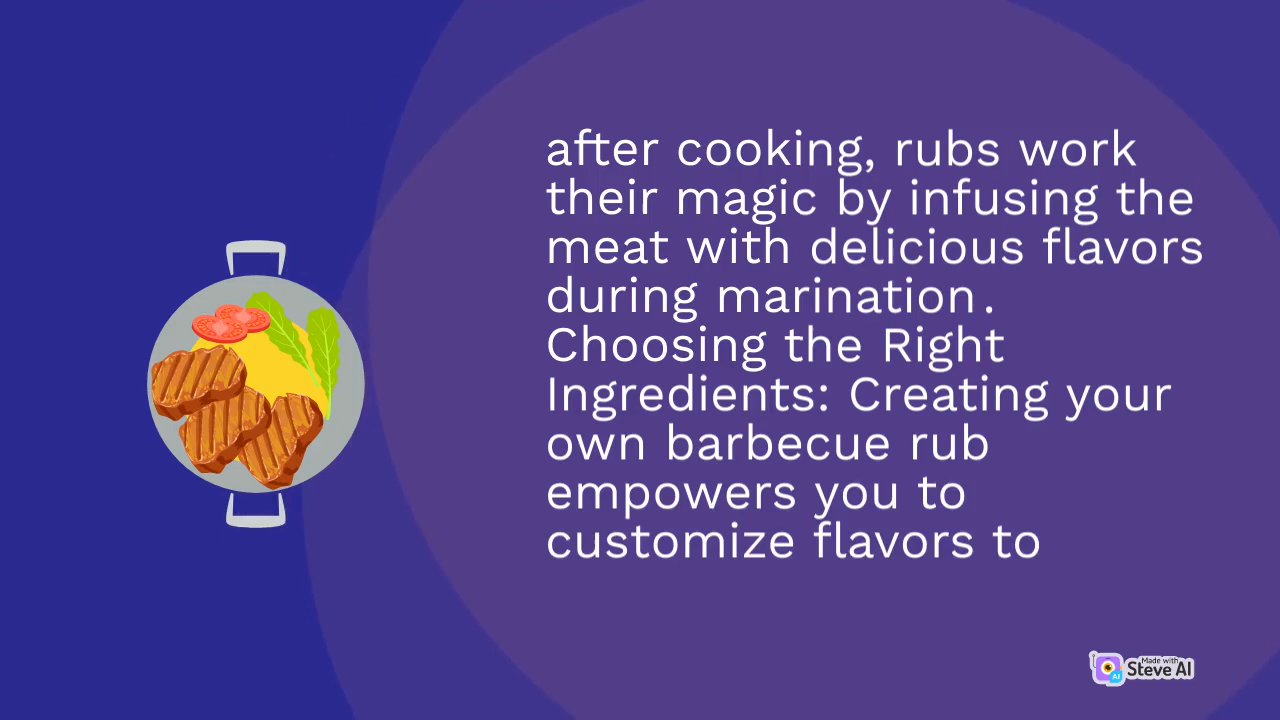 after cooking, rubs work
their magic by infusing the
meat with delicious flavors
during marination.
Choosing the Right
Ingredients: Creating your
own barbecue rub
empowers you to
customize flavors to
Made with
Steve AI
AI